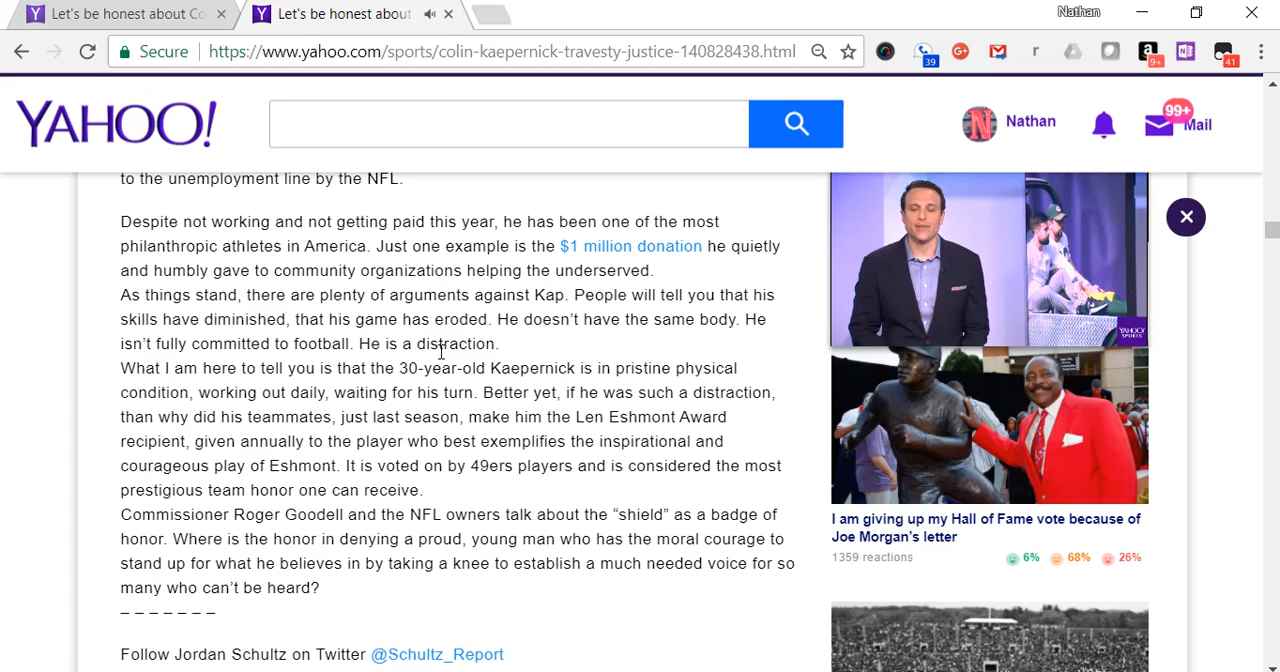 Let's be honest about Co
Let's be honest about
Nathan
Secure
https://www.yahoo.com/sports/colin-kaepernick-travesty-justice-140828438.html
39
9+
41
YAHOO!
Nathan
99+
Mail
to the unemployment line by the NFL.
Despite not working and not getting paid this year, he has been one of the most
philanthropic athletes in America. Just one example is the $1 million donation he quietly
and humbly gave to community organizations helping the underserved.
As things stand, there are plenty of arguments against Kap. People will tell you that his
skills have diminished, that his game has eroded. He doesn't have the same body. He
isn't fully committed to football. He is a distraction.
What I am here to tell you is that the 30-year-old Kaepernick is in pristine physical
condition, working out daily, waiting for his turn. Better yet, if he was such a distraction,
than why did his teammates, just last season, make him the Len Eshmont Award
recipient, given annually to the player who best exemplifies the inspirational and
courageous play of Eshmont. It is voted on by 49ers players and is considered the most
prestigious team honor one can receive.
Commissioner Roger Goodell and the NFL owners talk about the “shield” as a badge of
honor. Where is the honor in denying a proud, young man who has the moral courage to
stand up for what he believes in by taking a knee to establish a much needed voice for so
many who can't be heard?
– – – – – – –
Follow Jordan Schultz on Twitter @Schultz_Report
YAHOO!
SPORTS
I am giving up my Hall of Fame vote because of
Joe Morgan's letter
1359 reactions
6%
68%
26%